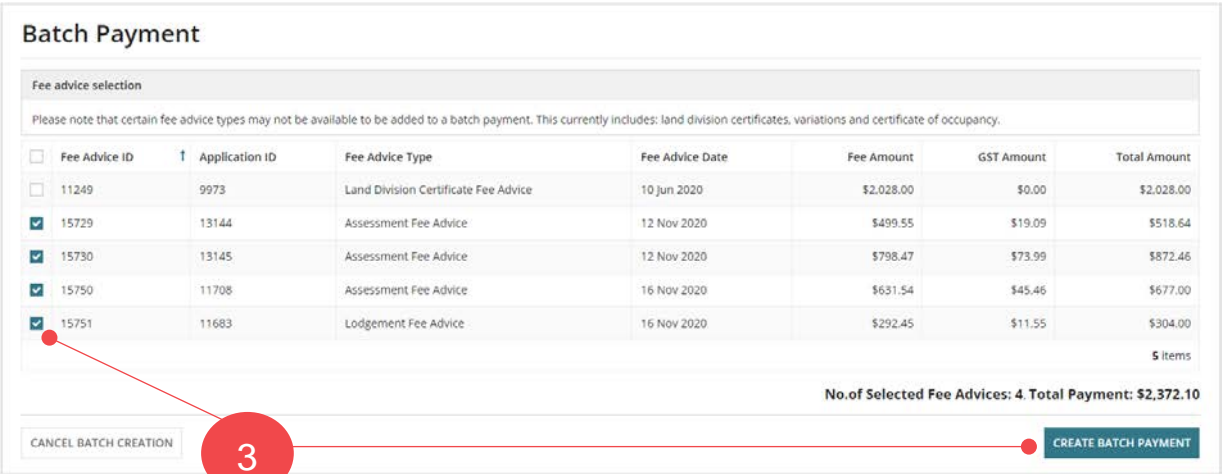 Batch Payment
Fee advice selection
Please note that certain fee advice types may not be available to be added to a batch payment. This currently includes: land division certificates, variations and certificate of occupancy.
Fee Advice ID ↑ Application ID Fee Advice Type Fee Advice Date Fee Amount GST Amount Total Amount
11249 9973 Land Division Certificate Fee Advice 10 Jun 2020 $2,028.00 $0.00 $2,028.00
15729 13144 Assessment Fee Advice 12 Nov 2020 $499.55 $19.09 $518.64
15730 13145 Assessment Fee Advice 12 Nov 2020 $798.47 $73.99 $872.46
15750 11708 Assessment Fee Advice 16 Nov 2020 $631.54 $45.46 $677.00
15751 11683 Lodgement Fee Advice 16 Nov 2020 $292.45 $11.55 $304.00
5 items
No.of Selected Fee Advices: 4. Total Payment: $2,372.10
CANCEL BATCH CREATION 3 CREATE BATCH PAYMENT